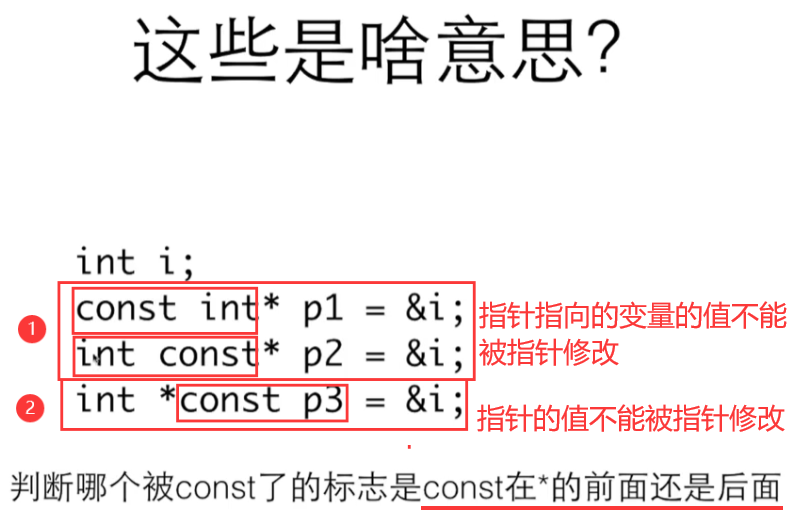 这些是啥意思?
int i;
1
const int* p1 = &i;
int const* p2 = &i;
指针指向的变量的值不能
被指针修改
2
int *const p3 = &i;
指针的值不能被指针修改
判断哪个被const了的标志是const在*的前面还是后面